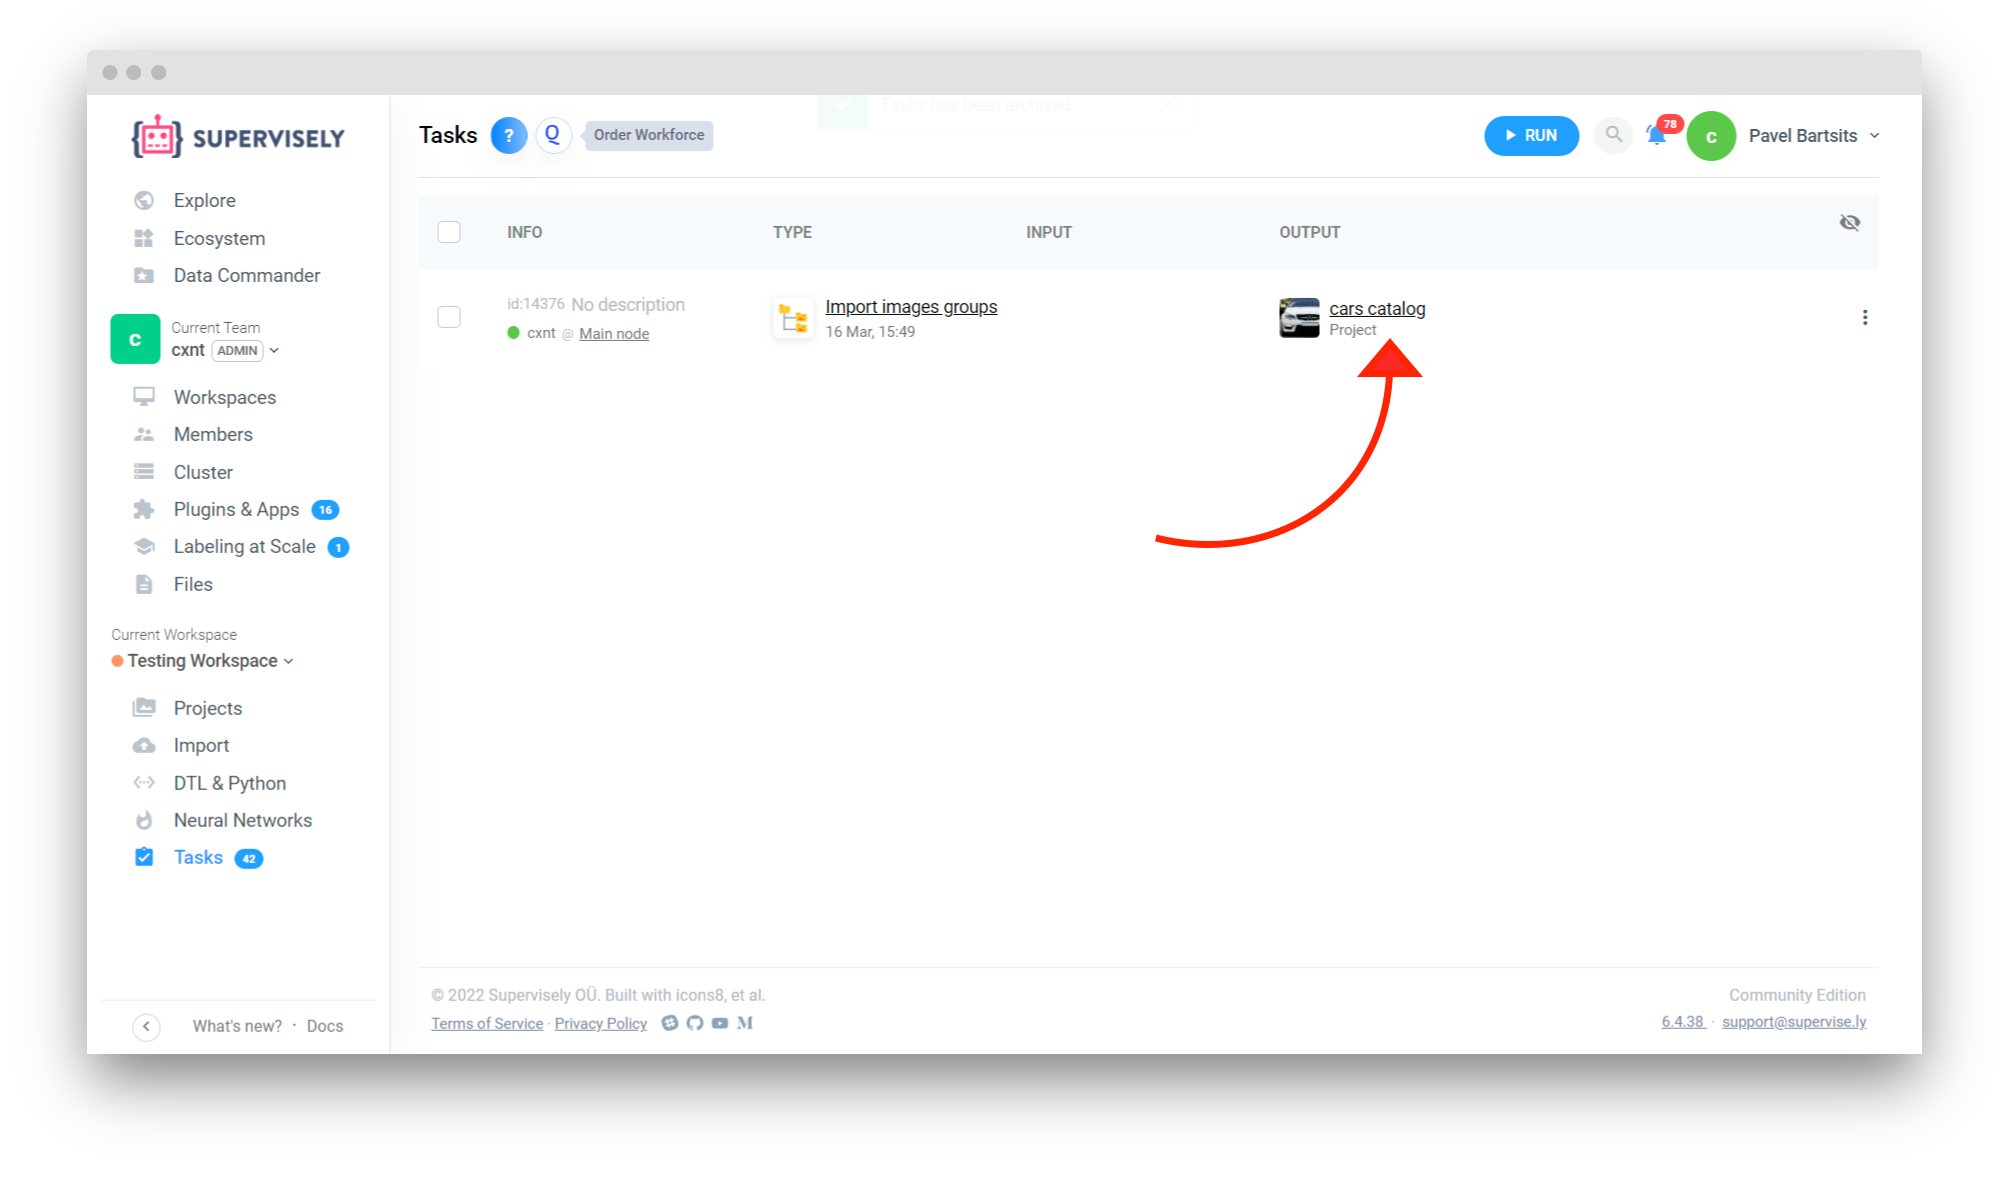 SUPERVISELY
Explore
Ecosystem
Data Commander
C
Current Team
cxnt ADMIN
Workspaces
Members
Cluster
Plugins & Apps 16
Labeling at Scale 1
Files
Current Workspace
Testing Workspace
Projects
Import
DTL & Python
Neural Networks
Tasks 42
What's new? · Docs
Tasks ? Q Order Workforce
Tasks has been archived
RUN
78
c
Pavel Bartsits
INFO TYPE INPUT OUTPUT
id:14376 No description
cxnt @ Main node
Import images groups
16 Mar, 15:49
cars catalog
Project
© 2022 Supervisely OÜ. Built with icons8, et al.
Terms of Service · Privacy Policy
Community Edition
6.4.38 · support@supervise.ly